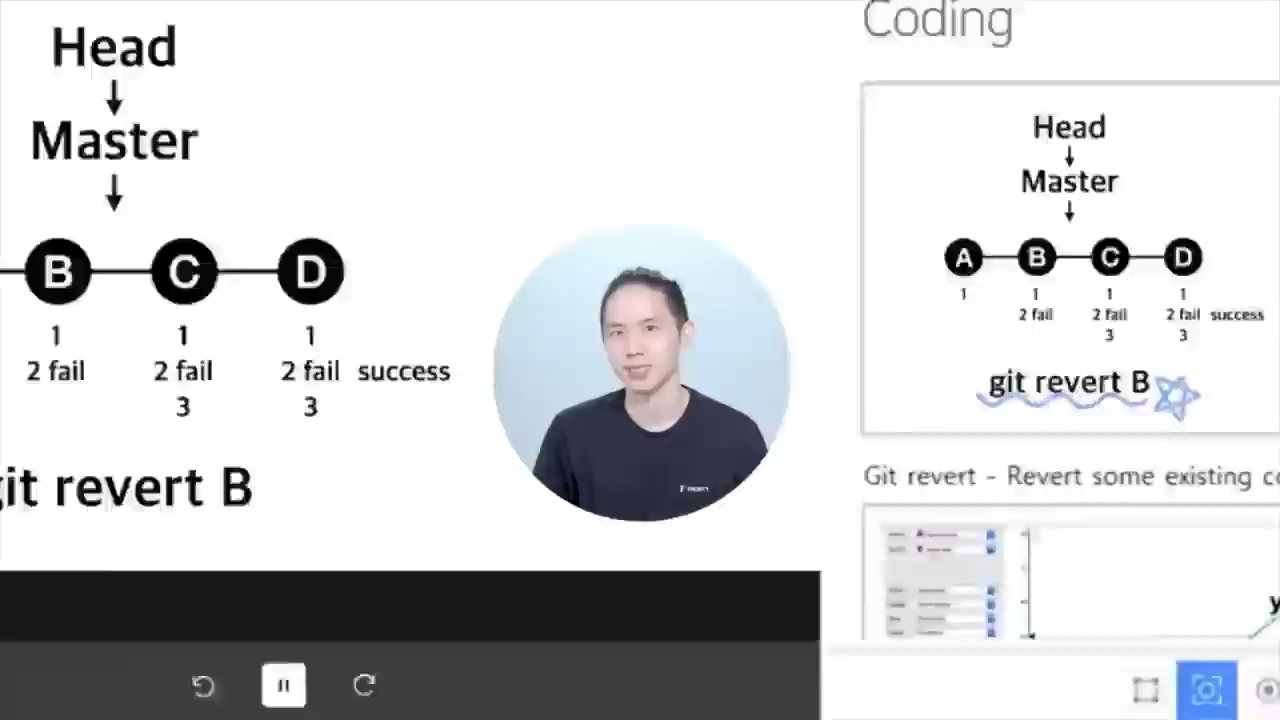 Head
Master
B C D
1 1 1
2 fail 2 fail 2 fail success
3 3
git revert B
Coding
Head
Master
A B C D
1 1 1 1
2 fail 2 fail 2 fail success
3 3
git revert B
Git revert - Revert some existing co
y